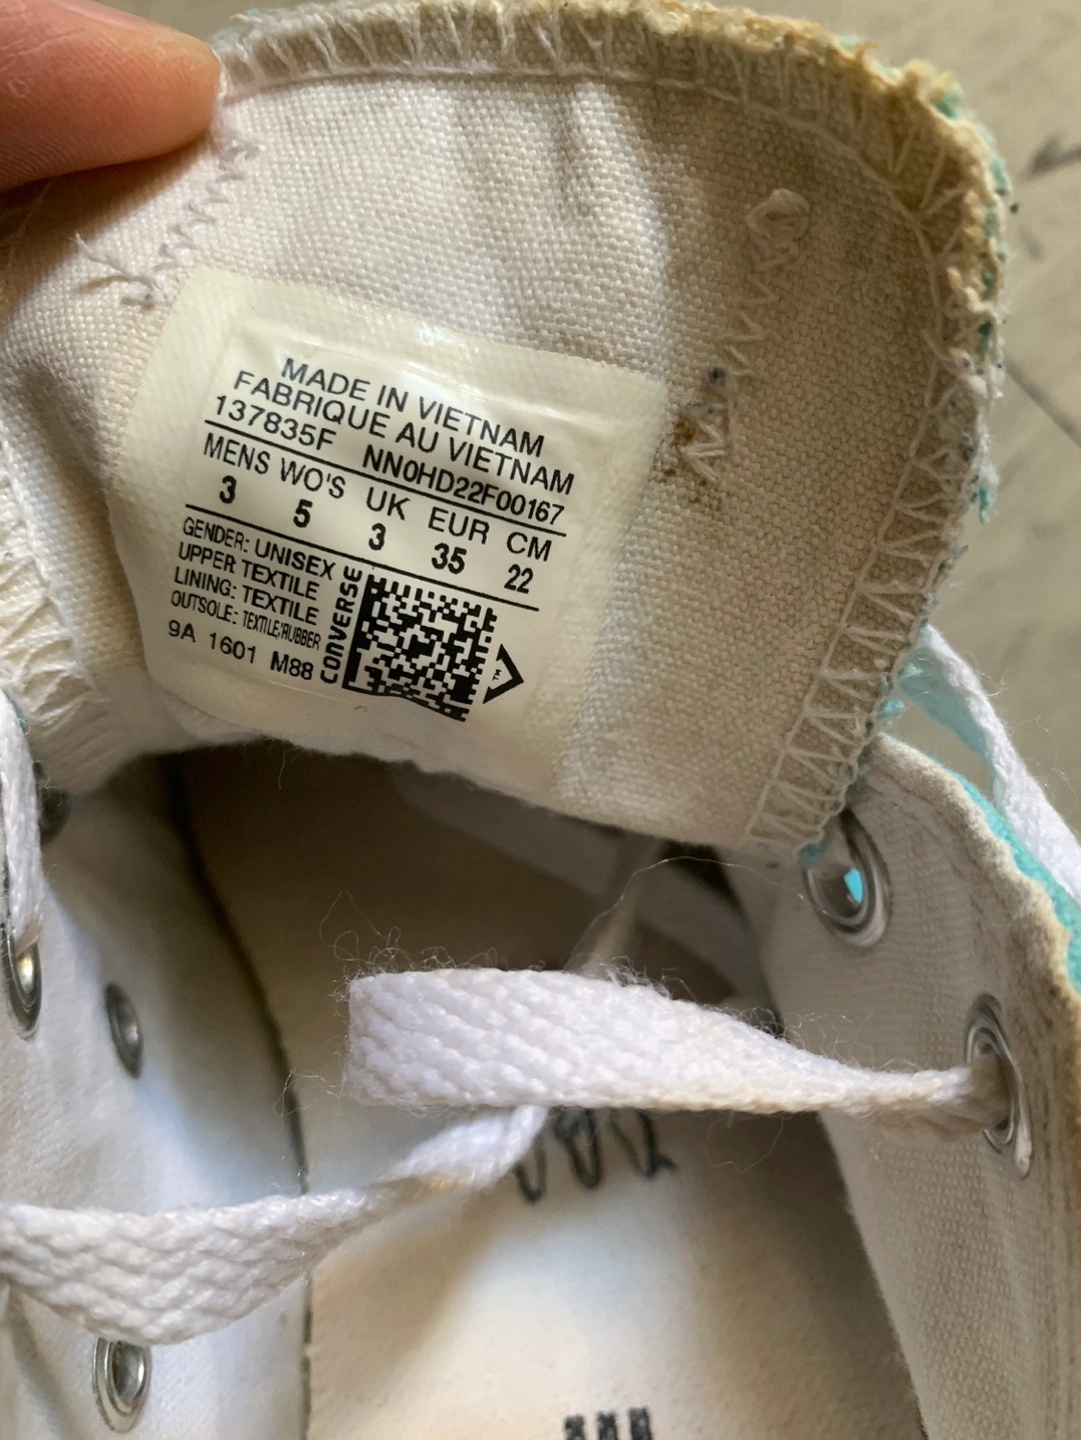 MADE IN VIETNAM
FABRIQUE AU VIETNAM
137835F NN0HD22F00167
MENS WO'S UK EUR CM
3 5 3 35 22
GENDER: UNISEX
UPPER TEXTILE
LINING: TEXTILE
OUTSOLE: TEXTILE/RUBBER
9A 1601 M88
CONVERSE